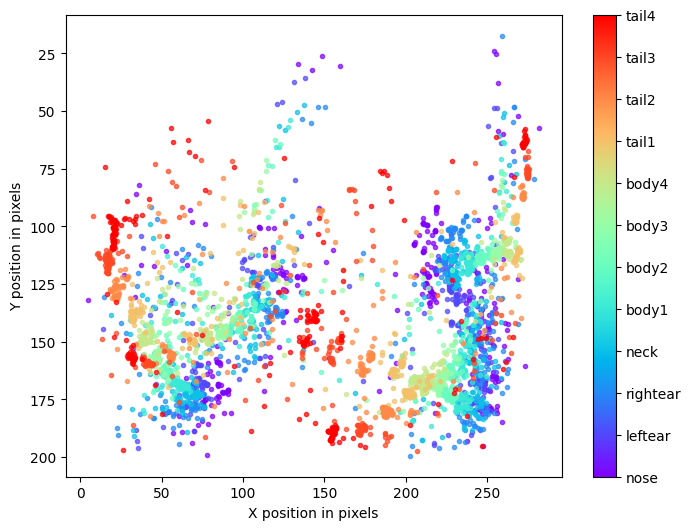 25
50
75
100
125
150
175
200
Y position in pixels
0
50
100
150
200
250
X position in pixels
tail4
tail3
tail2
tail1
body4
body3
body2
body1
neck
rightear
leftear
nose